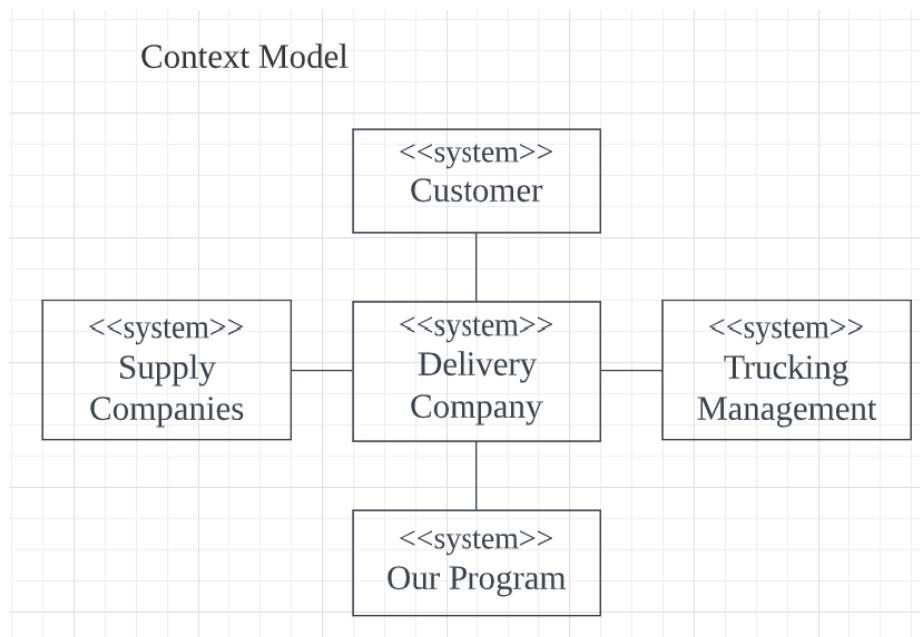 Context Model
<<system>>
Customer
<<system>>
Supply
Companies
<<system>>
Delivery
Company
<<system>>
Trucking
Management
<<system>>
Our Program